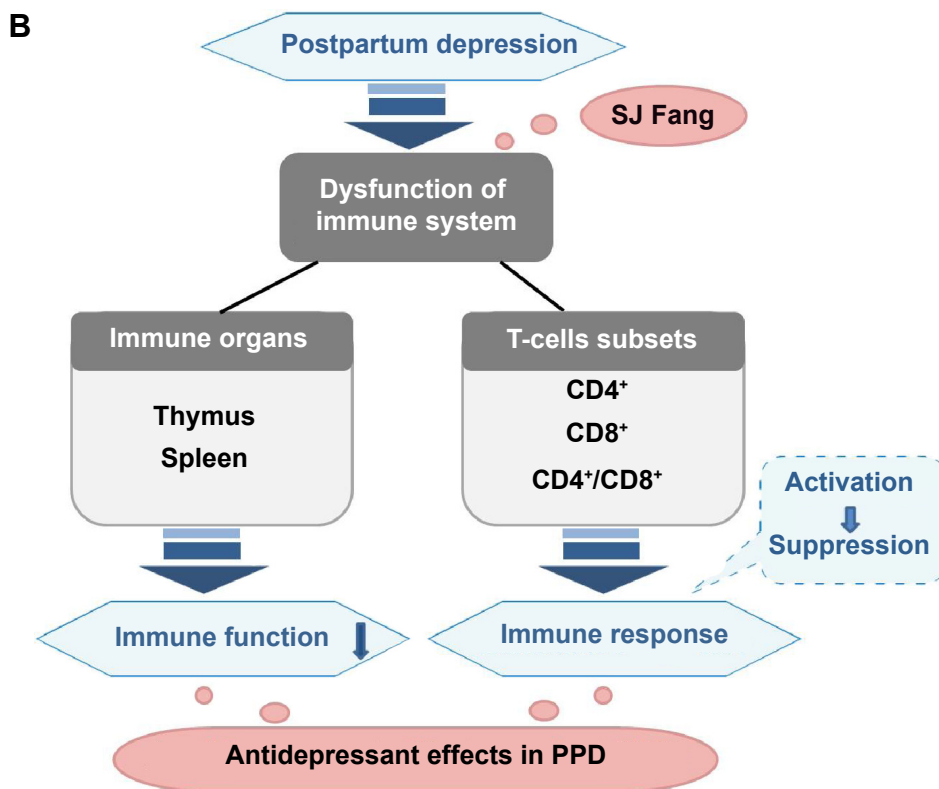 B
Postpartum depression
SJ Fang
Dysfunction of
immune system
Immune organs
Thymus
Spleen
T-cells subsets
CD4⁺
CD8⁺
CD4⁺/CD8⁺
Activation
Suppression
Immune function
Immune response
Antidepressant effects in PPD